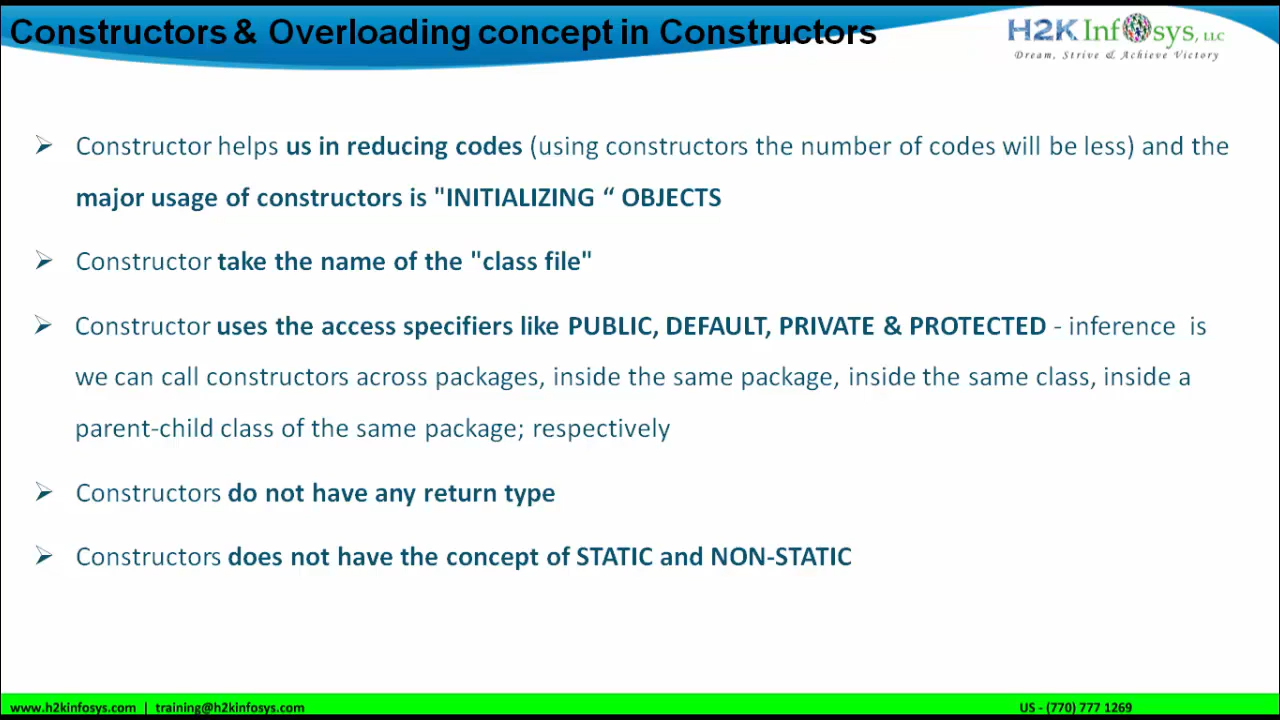 Constructors & Overloading concept in Constructors
H2K Infosys, LLC
Dream, Strive & Achieve Victory
Constructor helps us in reducing codes (using constructors the number of codes will be less) and the
major usage of constructors is "INITIALIZING “ OBJECTS
Constructor take the name of the "class file"
Constructor uses the access specifiers like PUBLIC, DEFAULT, PRIVATE & PROTECTED - inference is
we can call constructors across packages, inside the same package, inside the same class, inside a
parent-child class of the same package; respectively
Constructors do not have any return type
Constructors does not have the concept of STATIC and NON-STATIC
www.h2kinfosys.com | training@h2kinfosys.com
US - (770) 777 1269